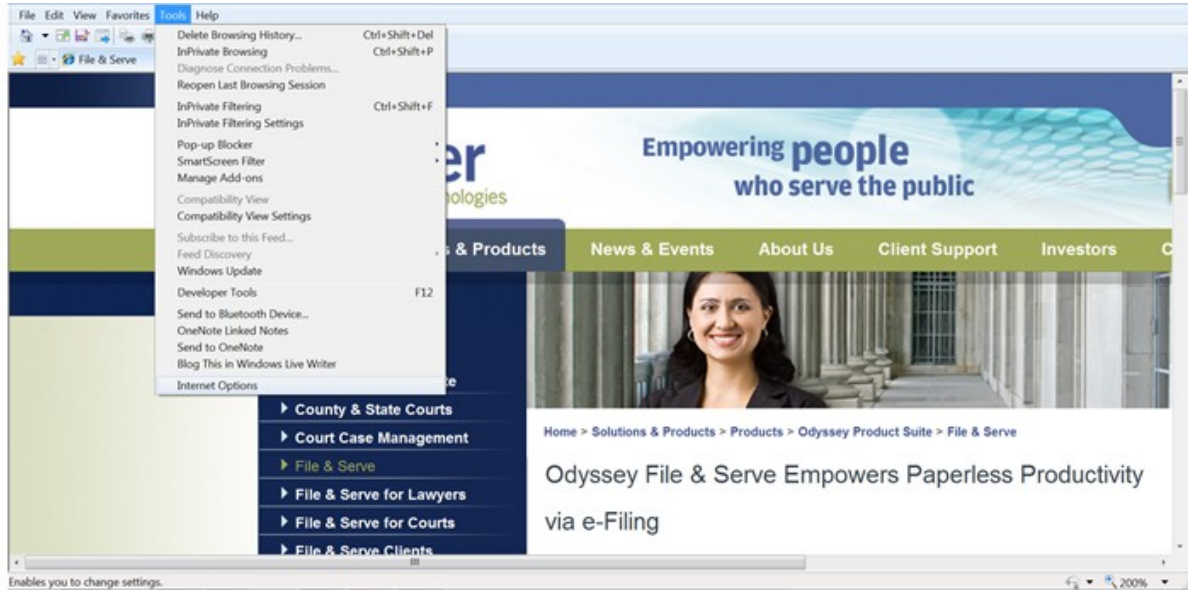 File Edit View Favorites Tools Help
File & Serve
Delete Browsing History... Ctrl+Shift+Del
InPrivate Browsing Ctrl+Shift+P
Diagnose Connection Problems...
Reopen Last Browsing Session
InPrivate Filtering Ctrl+Shift+F
InPrivate Filtering Settings
Pop-up Blocker
SmartScreen Filter
Manage Add-ons
Compatibility View
Compatibility View Settings
Subscribe to this Feed...
Feed Discovery
Windows Update
Developer Tools F12
Send to Bluetooth Device...
OneNote Linked Notes
Send to OneNote
Blog This in Windows Live Writer
Internet Options
er
nologies
Empowering people
who serve the public
s & Products News & Events About Us Client Support Investors C
te
County & State Courts
Court Case Management
File & Serve
File & Serve for Lawyers
File & Serve for Courts
File & Serve Clients
Home > Solutions & Products > Products > Odyssey Product Suite > File & Serve
Odyssey File & Serve Empowers Paperless Productivity
via e-Filing
Enables you to change settings. 200%